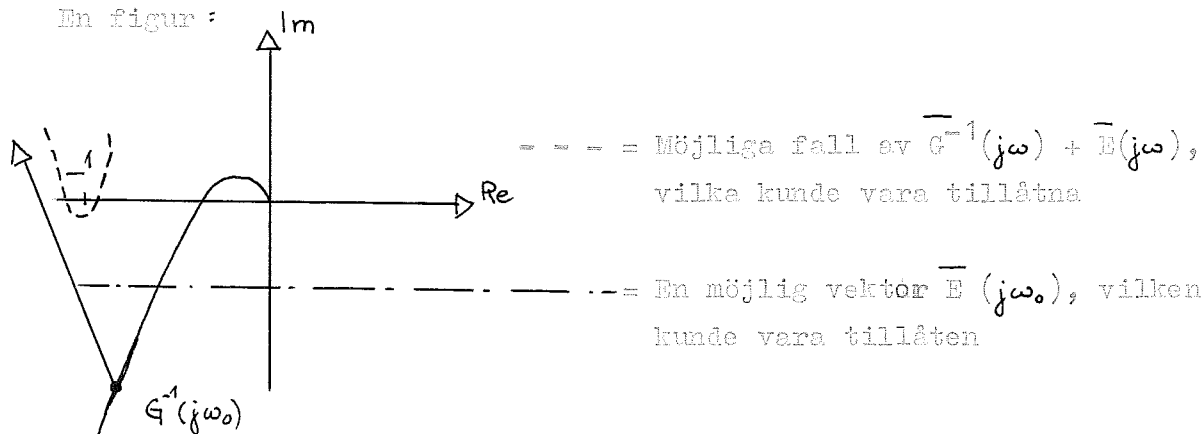 En figur :
Im
- - - = Möjliga fall av G̅⁻¹(jω) + E̅(jω),
vilka kunde vara tillåtna
-1
Re
= En möjlig vektor E̅ (jω₀), vilken
kunde vara tillåten
G⁻¹(jω₀)